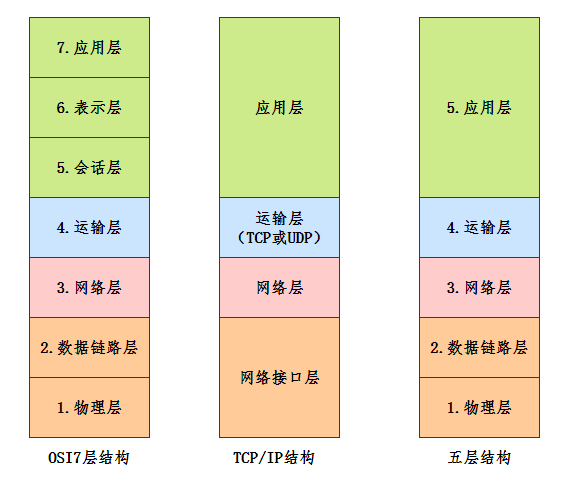 7.应用层
6.表示层
5.会话层
4.运输层
3.网络层
2.数据链路层
1.物理层
OSI7层结构
应用层
运输层
（TCP或UDP）
网络层
网络接口层
TCP/IP结构
5.应用层
4.运输层
3.网络层
2.数据链路层
1.物理层
五层结构